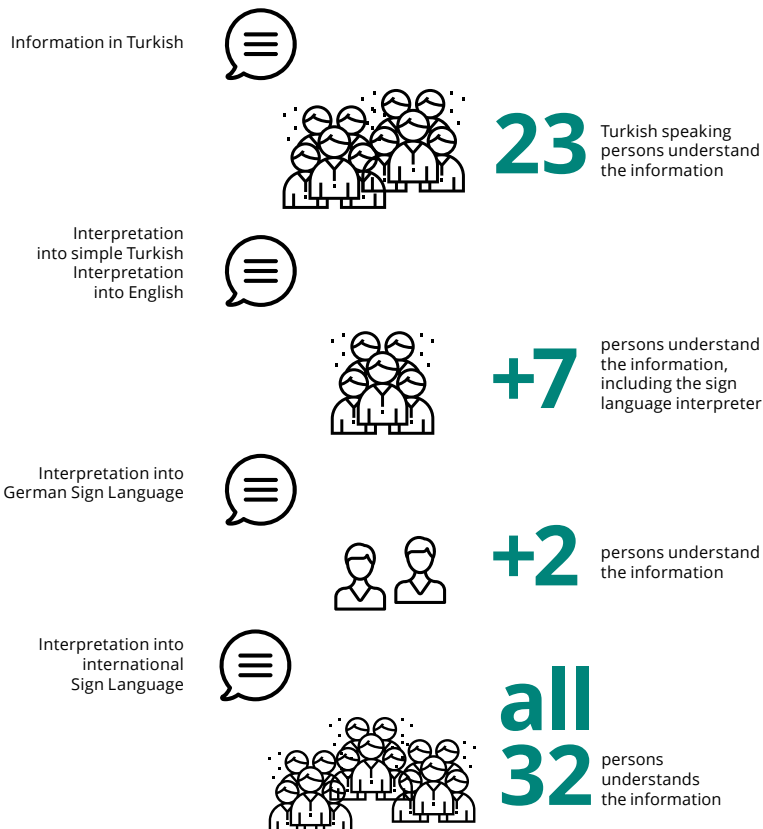 Information in Turkish
23
Turkish speaking
persons understand
the information
Interpretation
into simple Turkish
Interpretation
into English
+7
persons understand
the information,
including the sign
language interpreter
Interpretation into
German Sign Language
+2
persons understand
the information
Interpretation into
international
Sign Language
all
32
persons
understands
the information